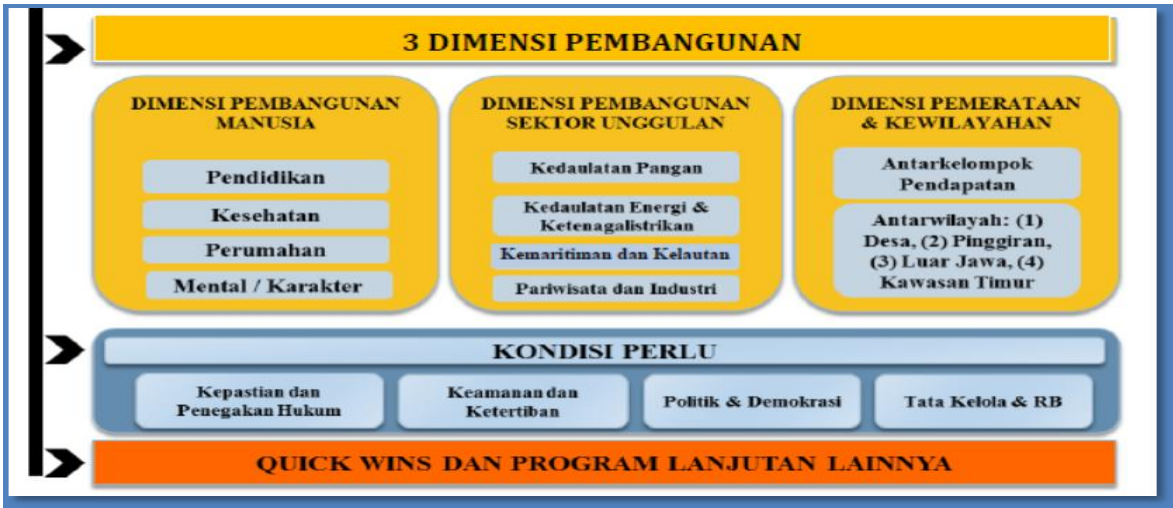 3 DIMENSI PEMBANGUNAN
DIMENSI PEMBANGUNAN
MANUSIA
Pendidikan
Kesehatan
Perumahan
Mental / Karakter
DIMENSI PEMBANGUNAN
SEKTOR UNGGULAN
Kedaulatan Pangan
Kedaulatan Energi &
Ketenagalistrikan
Kemaritiman dan Kelautan
Pariwisata dan Industri
DIMENSI PEMERATAAN
& KEWILAYAHAN
Antarkelompok
Pendapatan
Antarwilayah: (1)
Desa, (2) Pinggiran,
(3) Luar Jawa, (4)
Kawasan Timur
KONDISI PERLU
Kepastian dan
Penegakan Hukum
Keamanan dan
Ketertiban
Politik & Demokrasi
Tata Kelola & RB
QUICK WINS DAN PROGRAM LANJUTAN LAINNYA